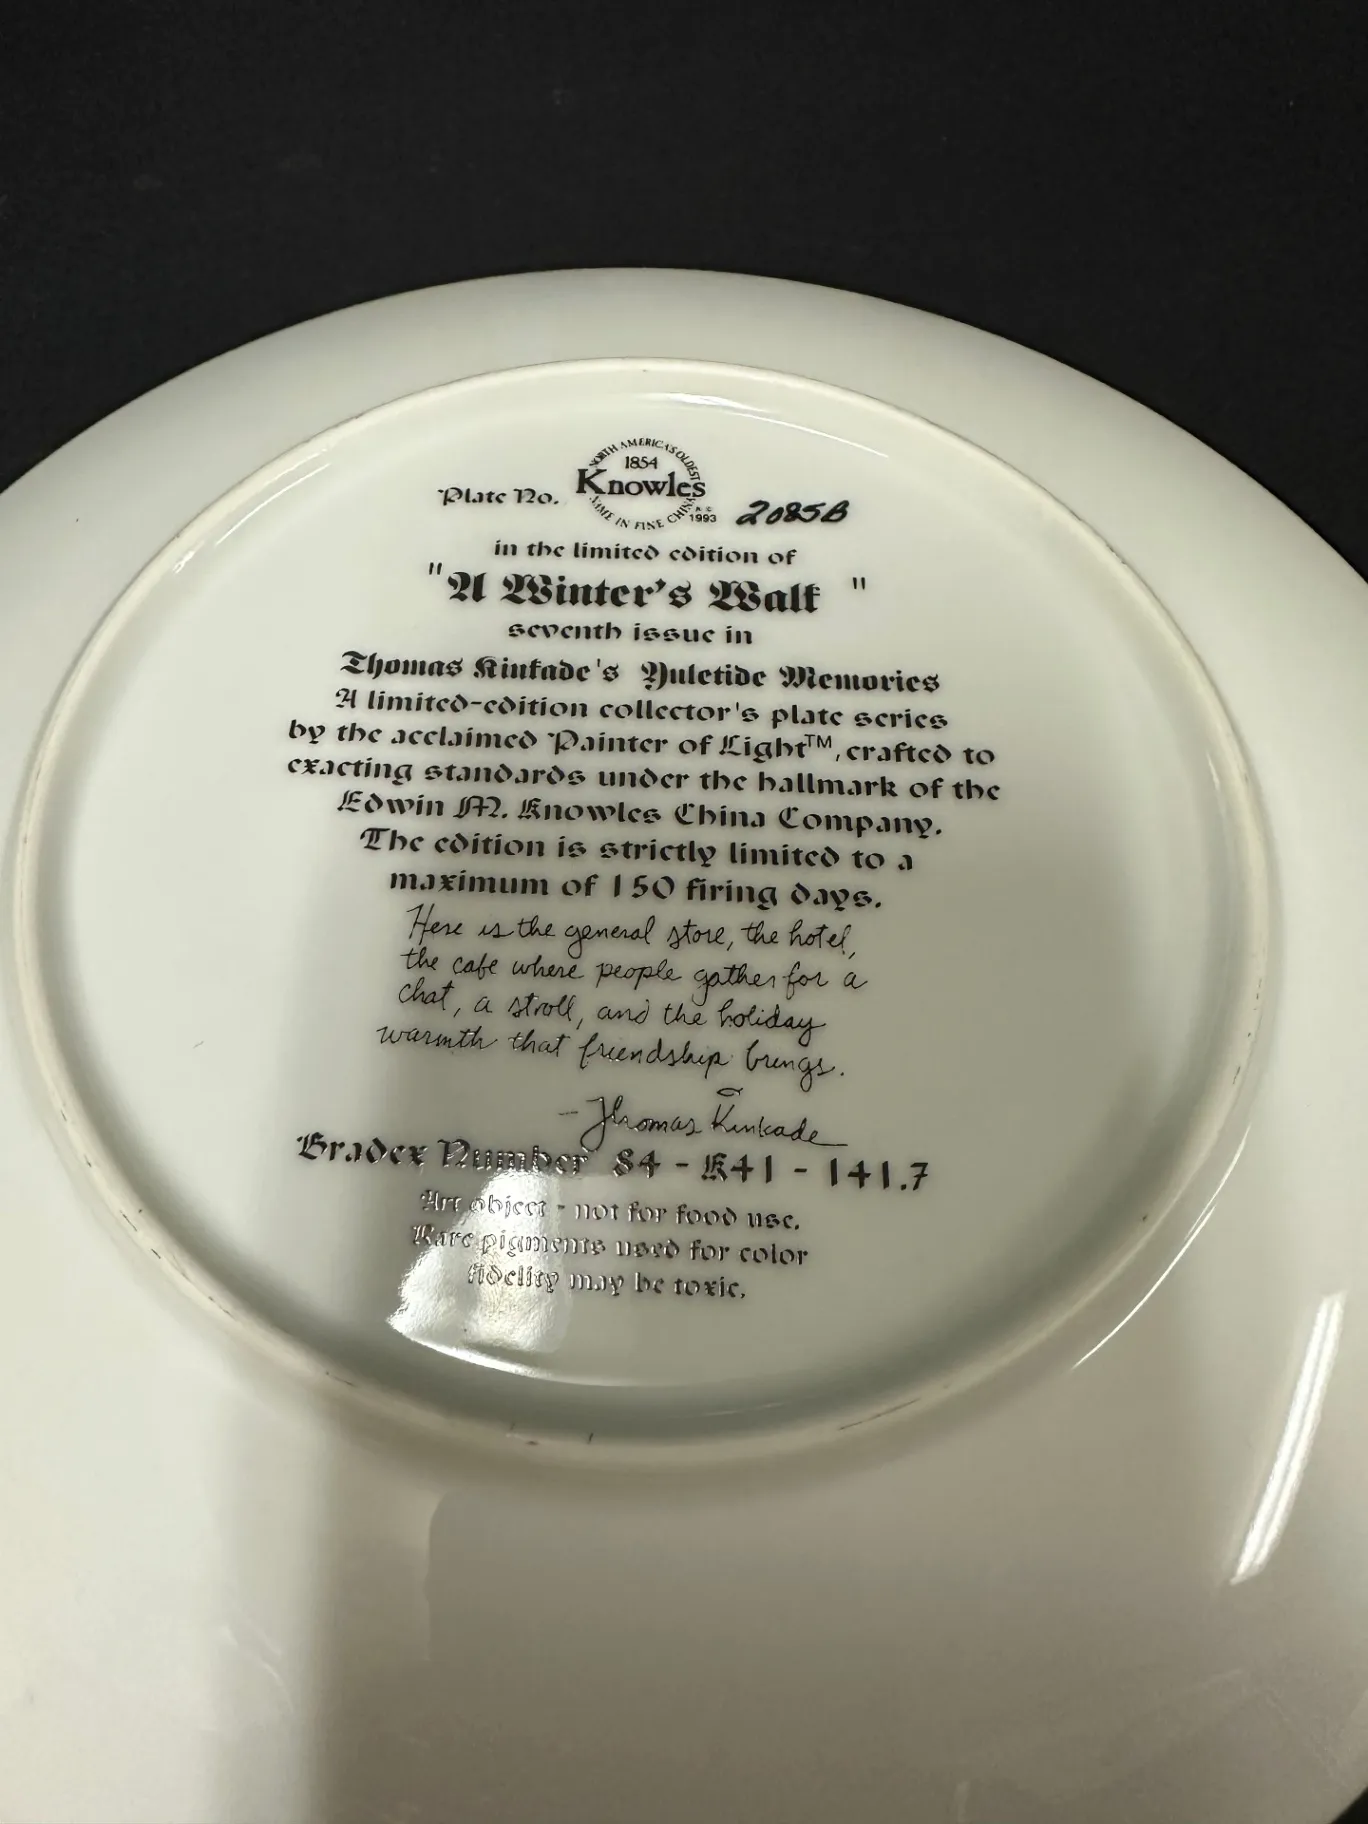 NORTH AMERICA'S OLDEST
1854
Knowles
NAME IN FINE CHINA
1993
Plate No. 2085B
in the limited edition of
"A Winter's Walk"
seventh issue in
Thomas Kinkade's Yuletide Memories
A limited-edition collector's plate series
by the acclaimed Painter of Light™, crafted to
exacting standards under the hallmark of the
Edwin M. Knowles China Company.
The edition is strictly limited to a
maximum of 150 firing days.
Here is the general store, the hotel,
the cafe where people gather for a
chat, a stroll, and the holiday
warmth that friendship brings.
- Thomas Kinkade
Bradex Number 84 - K41 - 141.7
Art object - not for food use.
Rare pigments used for color
fidelity may be toxic.